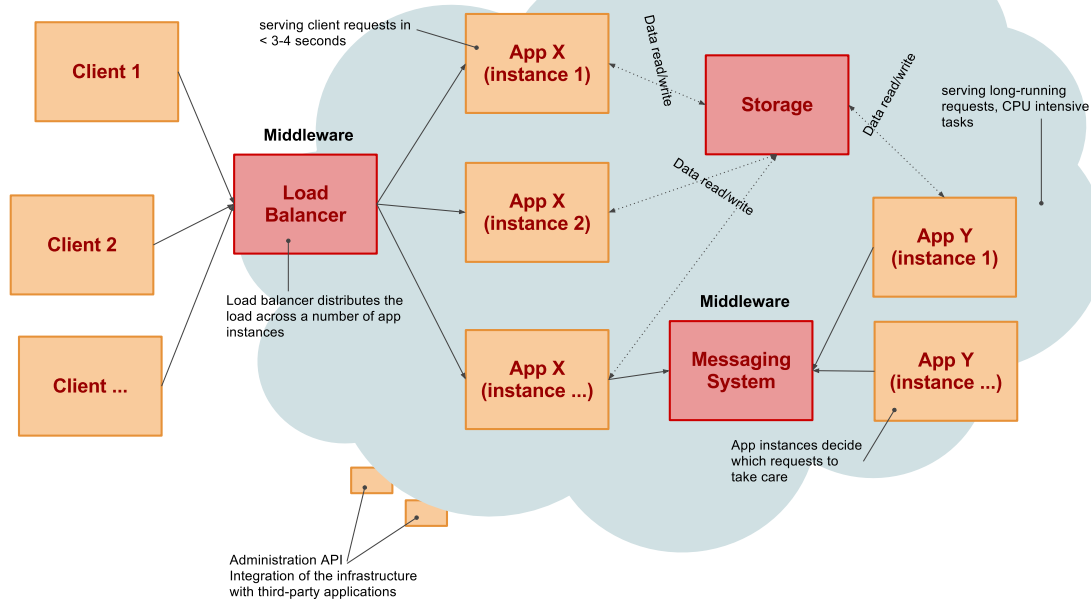 Client 1
Client 2
Client ...
Middleware
Load
Balancer
Load balancer distributes the
load across a number of app
instances
serving client requests in
< 3-4 seconds
App X
(instance 1)
App X
(instance 2)
App X
(instance ...)
Data read/write
Data read/write
Data read/write
Storage
serving long-running
requests, CPU intensive
tasks
App Y
(instance 1)
App Y
(instance ...)
Middleware
Messaging
System
App instances decide
which requests to
take care
Administration API
Integration of the infrastructure
with third-party applications